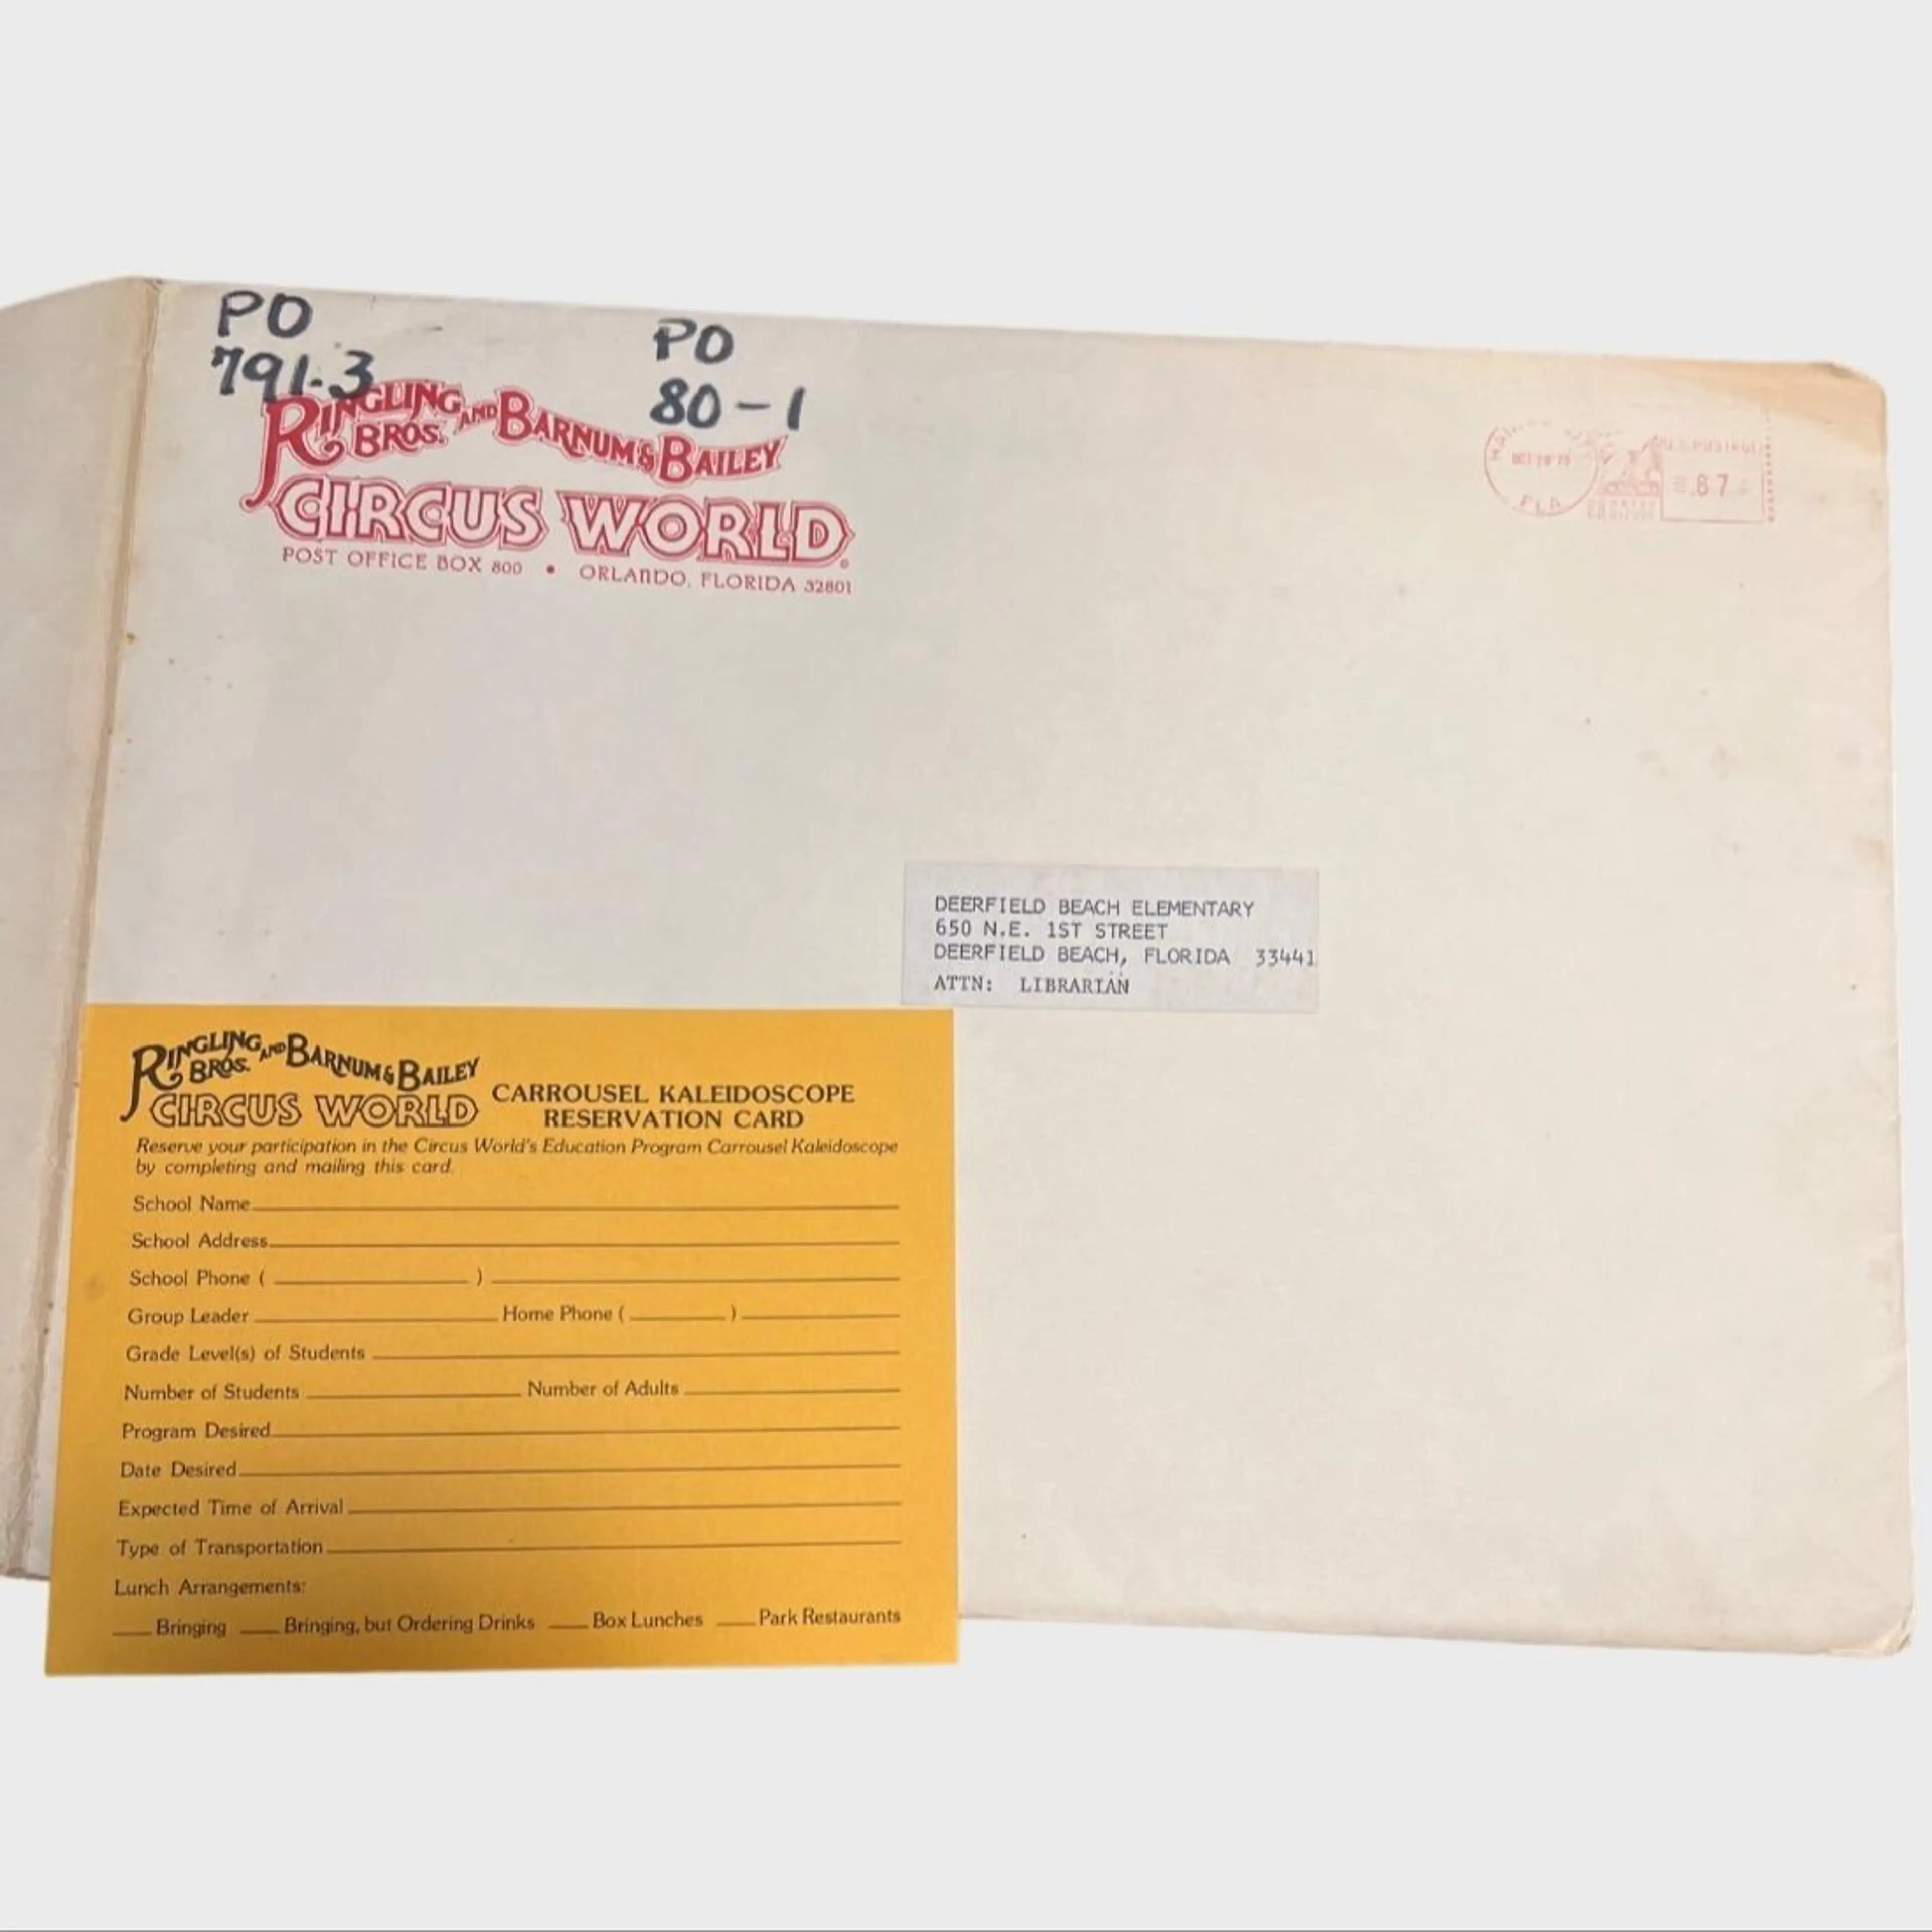 PO
791.3
PO
80-1
RINGLING BROS. AND BARNUM & BAILEY
CIRCUS WORLD
POST OFFICE BOX 800 • ORLANDO, FLORIDA 32801
U.S. POSTAGE
.87
FLA
DEERFIELD BEACH ELEMENTARY
650 N.E. 1ST STREET
DEERFIELD BEACH, FLORIDA 33441
ATTN: LIBRARIAN
RINGLING BROS. AND BARNUM & BAILEY
CIRCUS WORLD
CARROUSEL KALEIDOSCOPE
RESERVATION CARD
Reserve your participation in the Circus World's Education Program Carrousel Kaleidoscope
by completing and mailing this card.
School Name
School Address
School Phone ( )
Group Leader Home Phone ( )
Grade Level(s) of Students
Number of Students Number of Adults
Program Desired
Date Desired
Expected Time of Arrival
Type of Transportation
Lunch Arrangements:
Bringing Bringing, but Ordering Drinks Box Lunches Park Restaurants